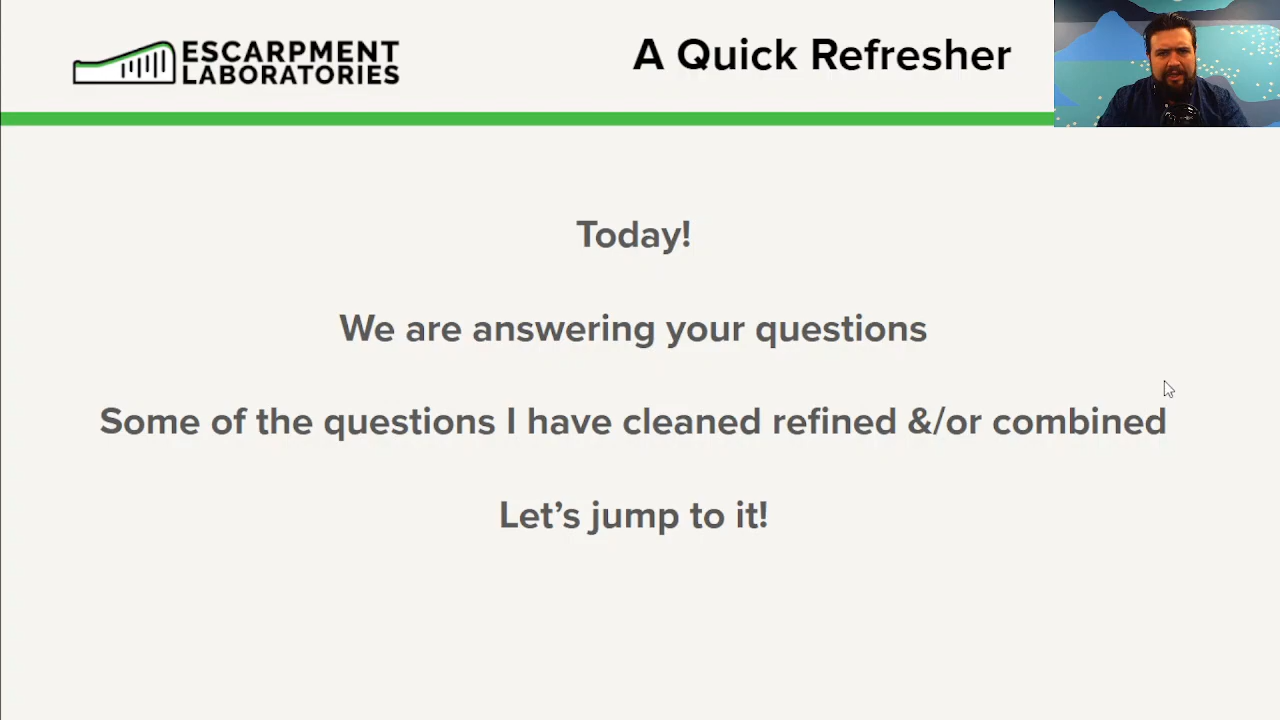 ESCARPMENT
LABORATORIES
A Quick Refresher
Today!
We are answering your questions
Some of the questions I have cleaned refined &/or combined
Let’s jump to it!